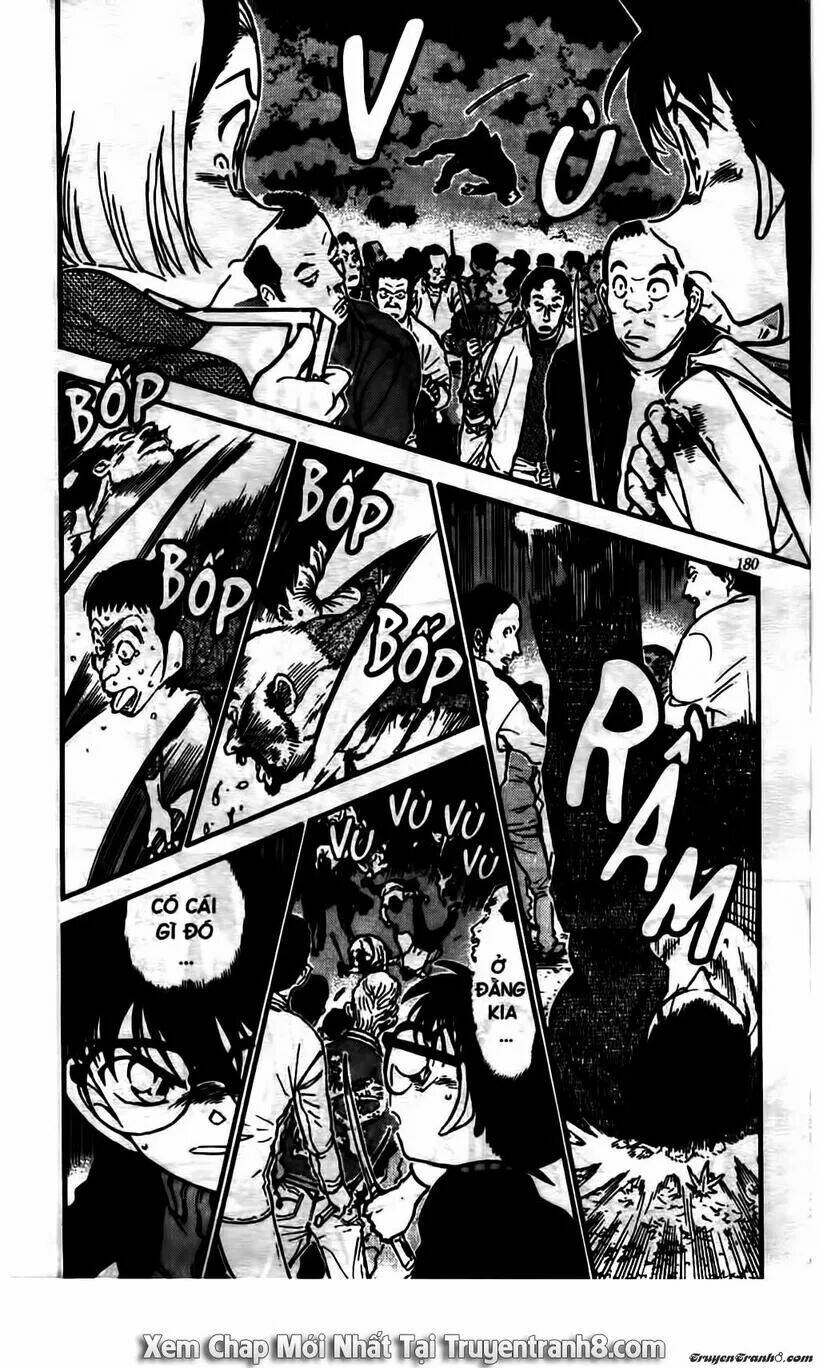 VÙ
BỐP
BỐP
BỐP
BỐP
180
RẦM
VÙ VÙ VÙ VÙ
CÓ CÁI
GÌ ĐÓ
...
Ở
ĐẰNG
KIA
...
Xem Chap Mới Nhất Tại Truyentranh8.com
TruyenTranh8.com